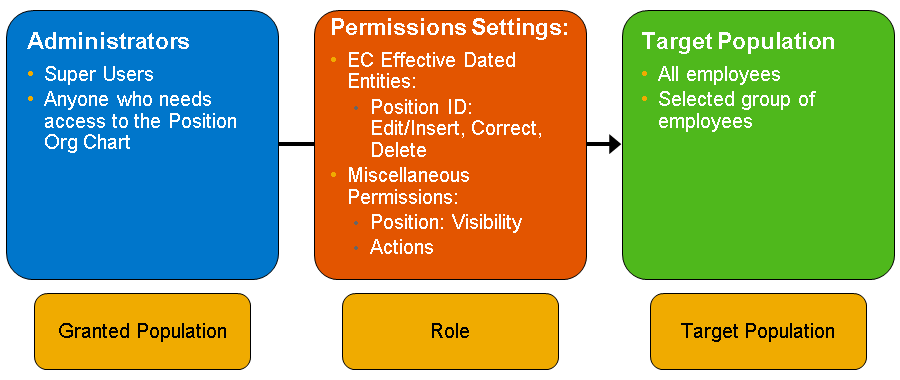 Administrators
• Super Users
• Anyone who needs
access to the Position
Org Chart
Permissions Settings:
• EC Effective Dated
Entities:
• Position ID:
Edit/Insert, Correct,
Delete
• Miscellaneous
Permissions:
• Position: Visibility
• Actions
Target Population
• All employees
• Selected group of
employees
Granted Population
Role
Target Population